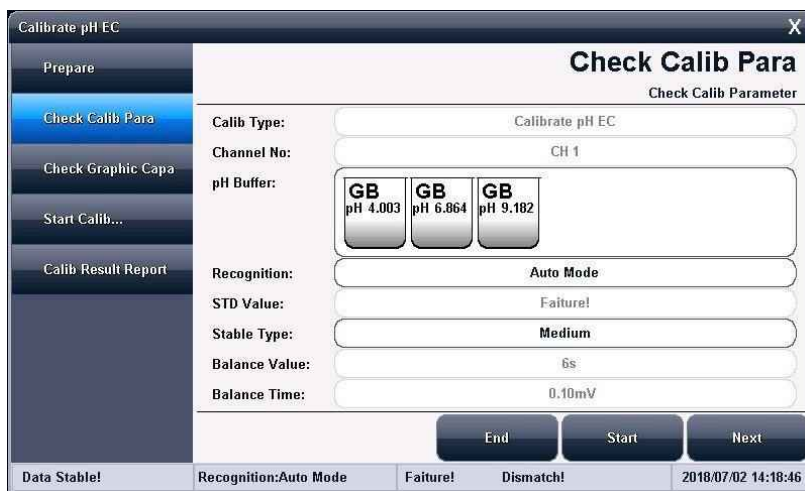 Calibrate pH EC X
Prepare
Check Calib Para
Check Graphic Capa
Start Calib...
Calib Result Report
Check Calib Para
Check Calib Parameter
Calib Type: Calibrate pH EC
Channel No: CH 1
pH Buffer:
GB GB GB
pH 4.003 pH 6.864 pH 9.182
Recognition: Auto Mode
STD Value: Faiture!
Stable Type: Medium
Balance Value: 6s
Balance Time: 0.10mV
End Start Next
Data Stable! Recognition:Auto Mode Faiture! Dismatch! 2018/07/02 14:18:46